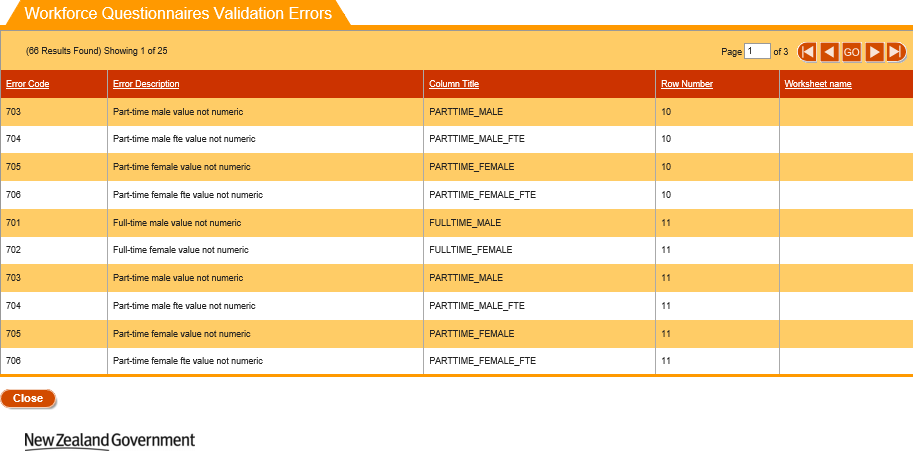 Workforce Questionnaires Validation Errors
(66 Results Found) Showing 1 of 25 Page 1 of 3 GO
Error Code Error Description Column Title Row Number Worksheet name
703 Part-time male value not numeric PARTTIME_MALE 10
704 Part-time male fte value not numeric PARTTIME_MALE_FTE 10
705 Part-time female value not numeric PARTTIME_FEMALE 10
706 Part-time female fte value not numeric PARTTIME_FEMALE_FTE 10
701 Full-time male value not numeric FULLTIME_MALE 11
702 Full-time female value not numeric FULLTIME_FEMALE 11
703 Part-time male value not numeric PARTTIME_MALE 11
704 Part-time male fte value not numeric PARTTIME_MALE_FTE 11
705 Part-time female value not numeric PARTTIME_FEMALE 11
706 Part-time female fte value not numeric PARTTIME_FEMALE_FTE 11
Close
New Zealand Government